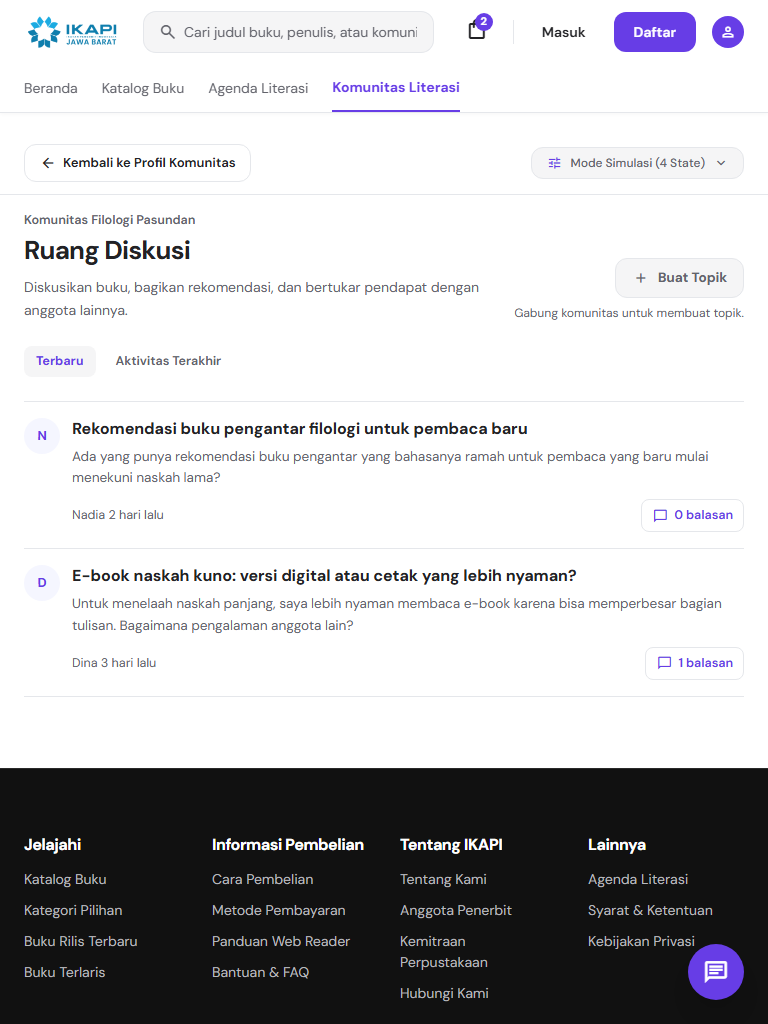 IKAPI
JAWA BARAT
Cari judul buku, penulis, atau komuni
2
Masuk
Daftar
Beranda
Katalog Buku
Agenda Literasi
Komunitas Literasi
Kembali ke Profil Komunitas
Mode Simulasi (4 State)
Komunitas Filologi Pasundan
Ruang Diskusi
Diskusikan buku, bagikan rekomendasi, dan bertukar pendapat dengan
anggota lainnya.
Buat Topik
Gabung komunitas untuk membuat topik.
Terbaru
Aktivitas Terakhir
N
Rekomendasi buku pengantar filologi untuk pembaca baru
Ada yang punya rekomendasi buku pengantar yang bahasanya ramah untuk pembaca yang baru mulai
menekuni naskah lama?
Nadia 2 hari lalu
0 balasan
D
E-book naskah kuno: versi digital atau cetak yang lebih nyaman?
Untuk menelaah naskah panjang, saya lebih nyaman membaca e-book karena bisa memperbesar bagian
tulisan. Bagaimana pengalaman anggota lain?
Dina 3 hari lalu
1 balasan
Jelajahi
Katalog Buku
Kategori Pilihan
Buku Rilis Terbaru
Buku Terlaris
Informasi Pembelian
Cara Pembelian
Metode Pembayaran
Panduan Web Reader
Bantuan & FAQ
Tentang IKAPI
Tentang Kami
Anggota Penerbit
Kemitraan
Perpustakaan
Hubungi Kami
Lainnya
Agenda Literasi
Syarat & Ketentuan
Kebijakan Privasi